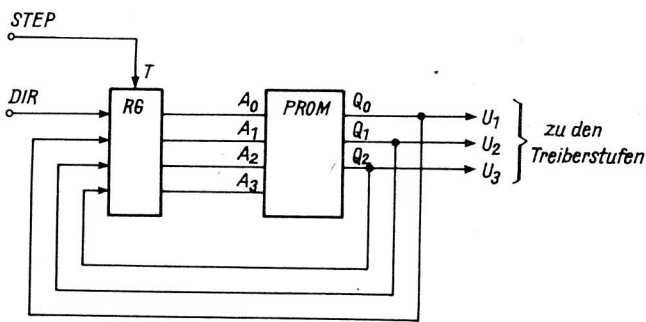 STEP
T
DIR
RG
A0
PROM
Q0
U1
A1
Q1
U2
zu den
A2
Q2
U3
Treiberstufen
A3